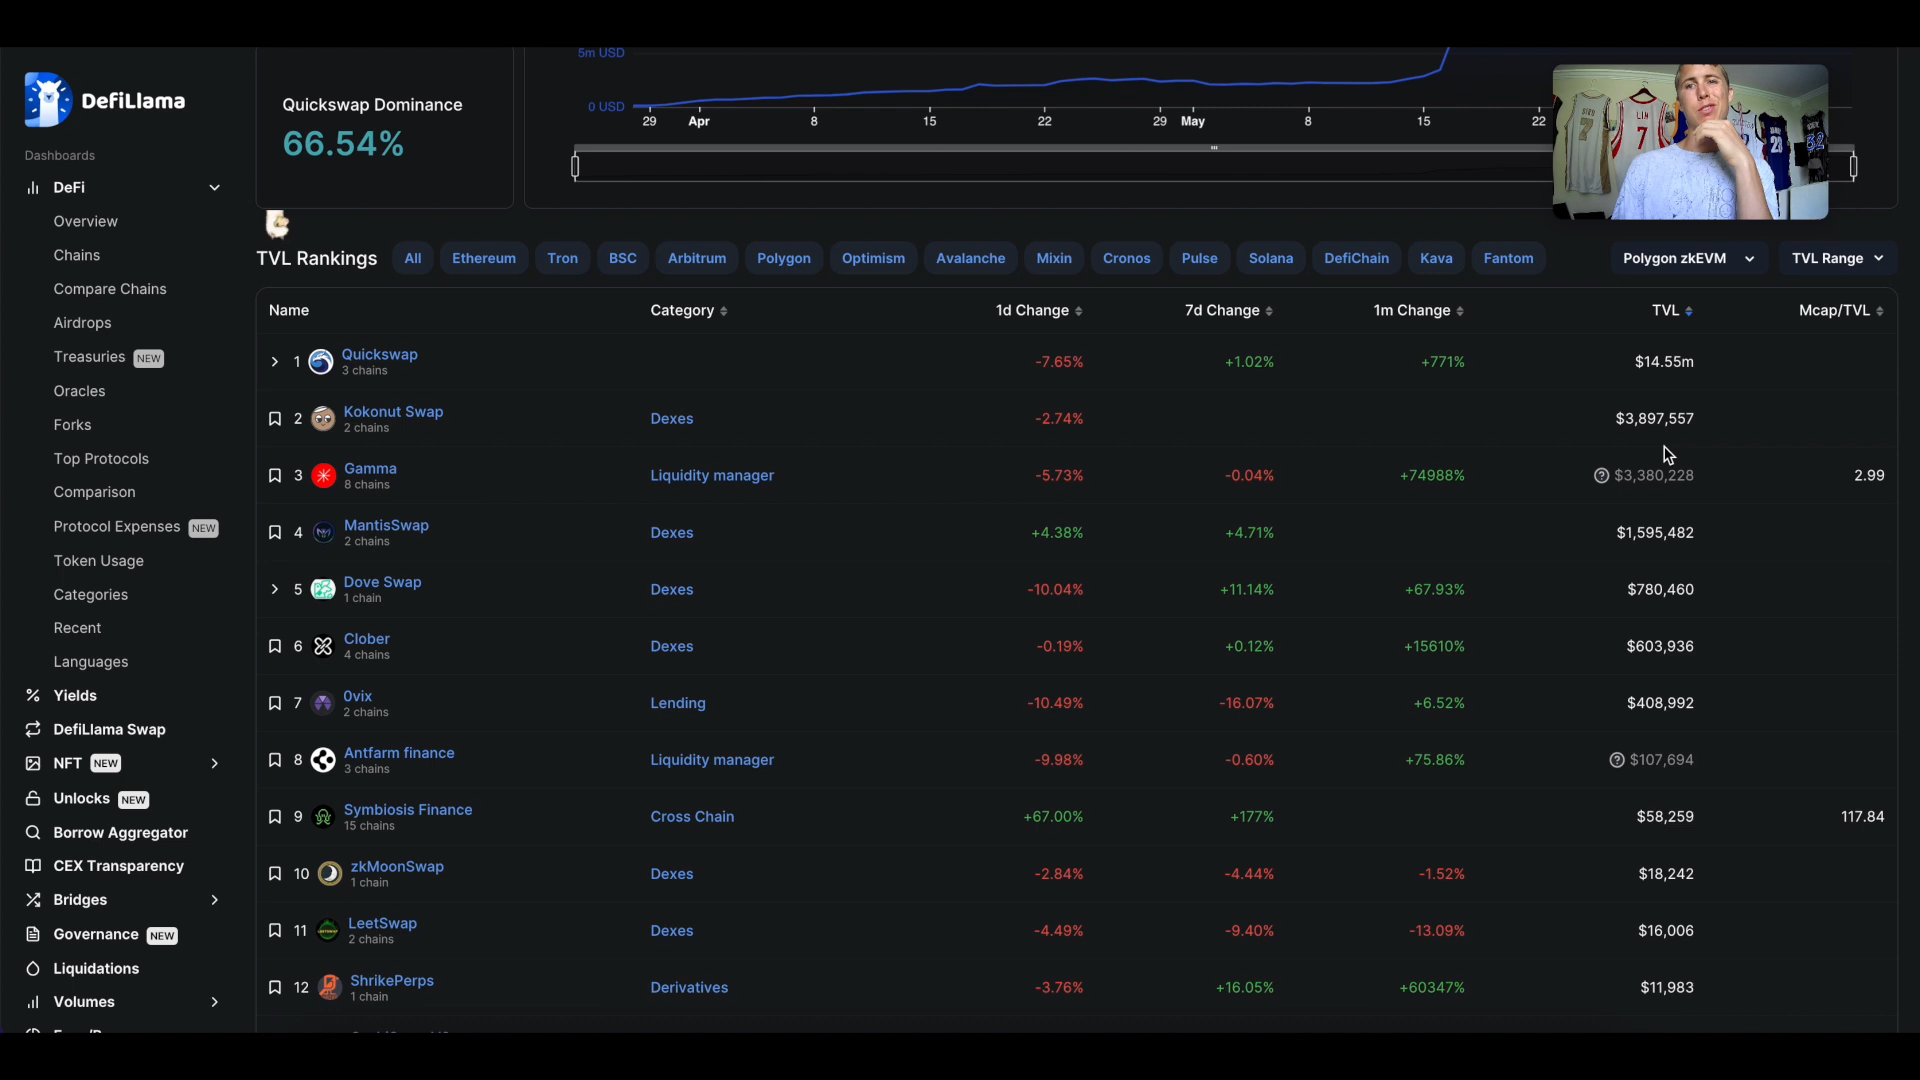 5m USD
Quickswap Dominance
66.54%
0 USD
29 Apr 8 15 22 29 May 8 15 22
DefiLlama
Dashboards
DeFi
Overview
Chains
Compare Chains
Airdrops
Treasuries NEW
Oracles
Forks
Top Protocols
Comparison
Protocol Expenses NEW
Token Usage
Categories
Recent
Languages
Yields
DefiLlama Swap
NFT NEW
Unlocks NEW
Borrow Aggregator
CEX Transparency
Bridges
Governance NEW
Liquidations
Volumes
LIN
7
7
23
32
TVL Rankings All Ethereum Tron BSC Arbitrum Polygon Optimism Avalanche Mixin Cronos Pulse Solana DefiChain Kava Fantom Polygon zkEVM TVL Range
Name Category 1d Change 7d Change 1m Change TVL Mcap/TVL
1 Quickswap -7.65% +1.02% +771% $14.55m
3 chains
2 Kokonut Swap Dexes -2.74% $3,897,557
2 chains
3 Gamma Liquidity manager -5.73% -0.04% +74988% $3,380,228 2.99
8 chains
4 MantisSwap Dexes +4.38% +4.71% $1,595,482
2 chains
5 Dove Swap Dexes -10.04% +11.14% +67.93% $780,460
1 chain
6 Clober Dexes -0.19% +0.12% +15610% $603,936
4 chains
7 0vix Lending -10.49% -16.07% +6.52% $408,992
2 chains
8 Antfarm finance Liquidity manager -9.98% -0.60% +75.86% $107,694
3 chains
9 Symbiosis Finance Cross Chain +67.00% +177% $58,259 117.84
15 chains
10 zkMoonSwap Dexes -2.84% -4.44% -1.52% $18,242
1 chain
11 LeetSwap Dexes -4.49% -9.40% -13.09% $16,006
2 chains
12 ShrikePerps Derivatives -3.76% +16.05% +60347% $11,983
1 chain